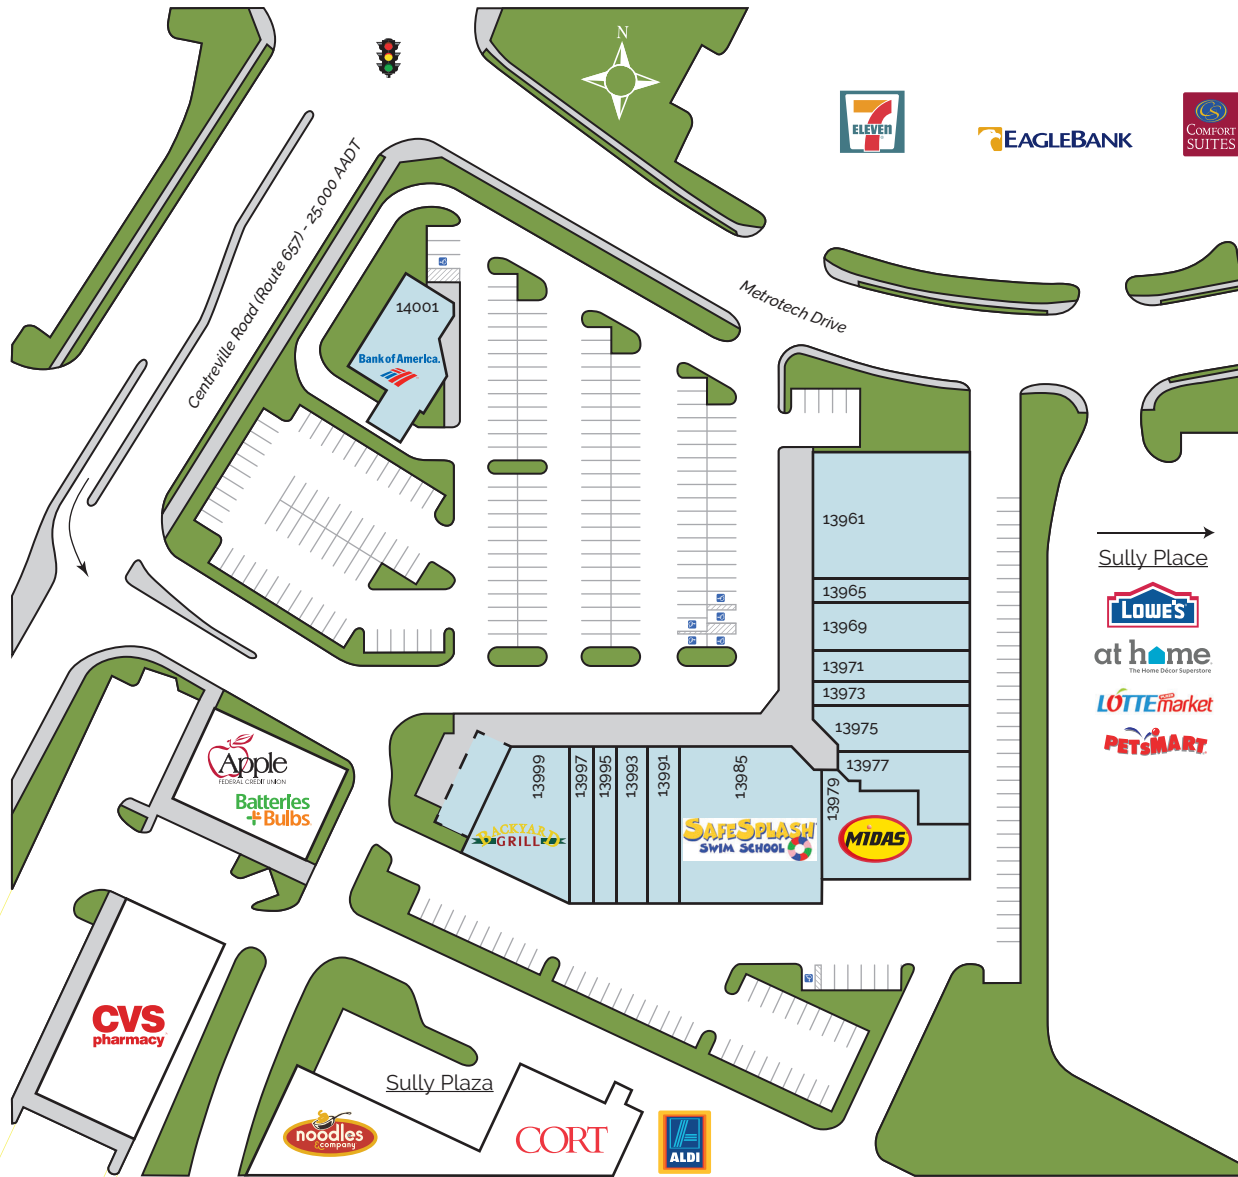 N
7
ELEVEN
EAGLEBANK
CS
COMFORT
SUITES
Centreville Road (Route 657) - 25,000 AADT
Metrotech Drive
14001
Bank of America.
13961
13965
13969
13971
13973
13975
13977
13979
13985
13991
13993
13995
13997
13999
BACKYARD
GRILL
SAFESPLASH
SWIM SCHOOL
MIDAS
Sully Place
LOWE'S
at home.
The Home Décor Superstore
LOTTE market
PETSMART
Apple
FEDERAL CREDIT UNION
Batteries
+Bulbs
CVS
pharmacy
Sully Plaza
noodles
&company
CORT
ALDI